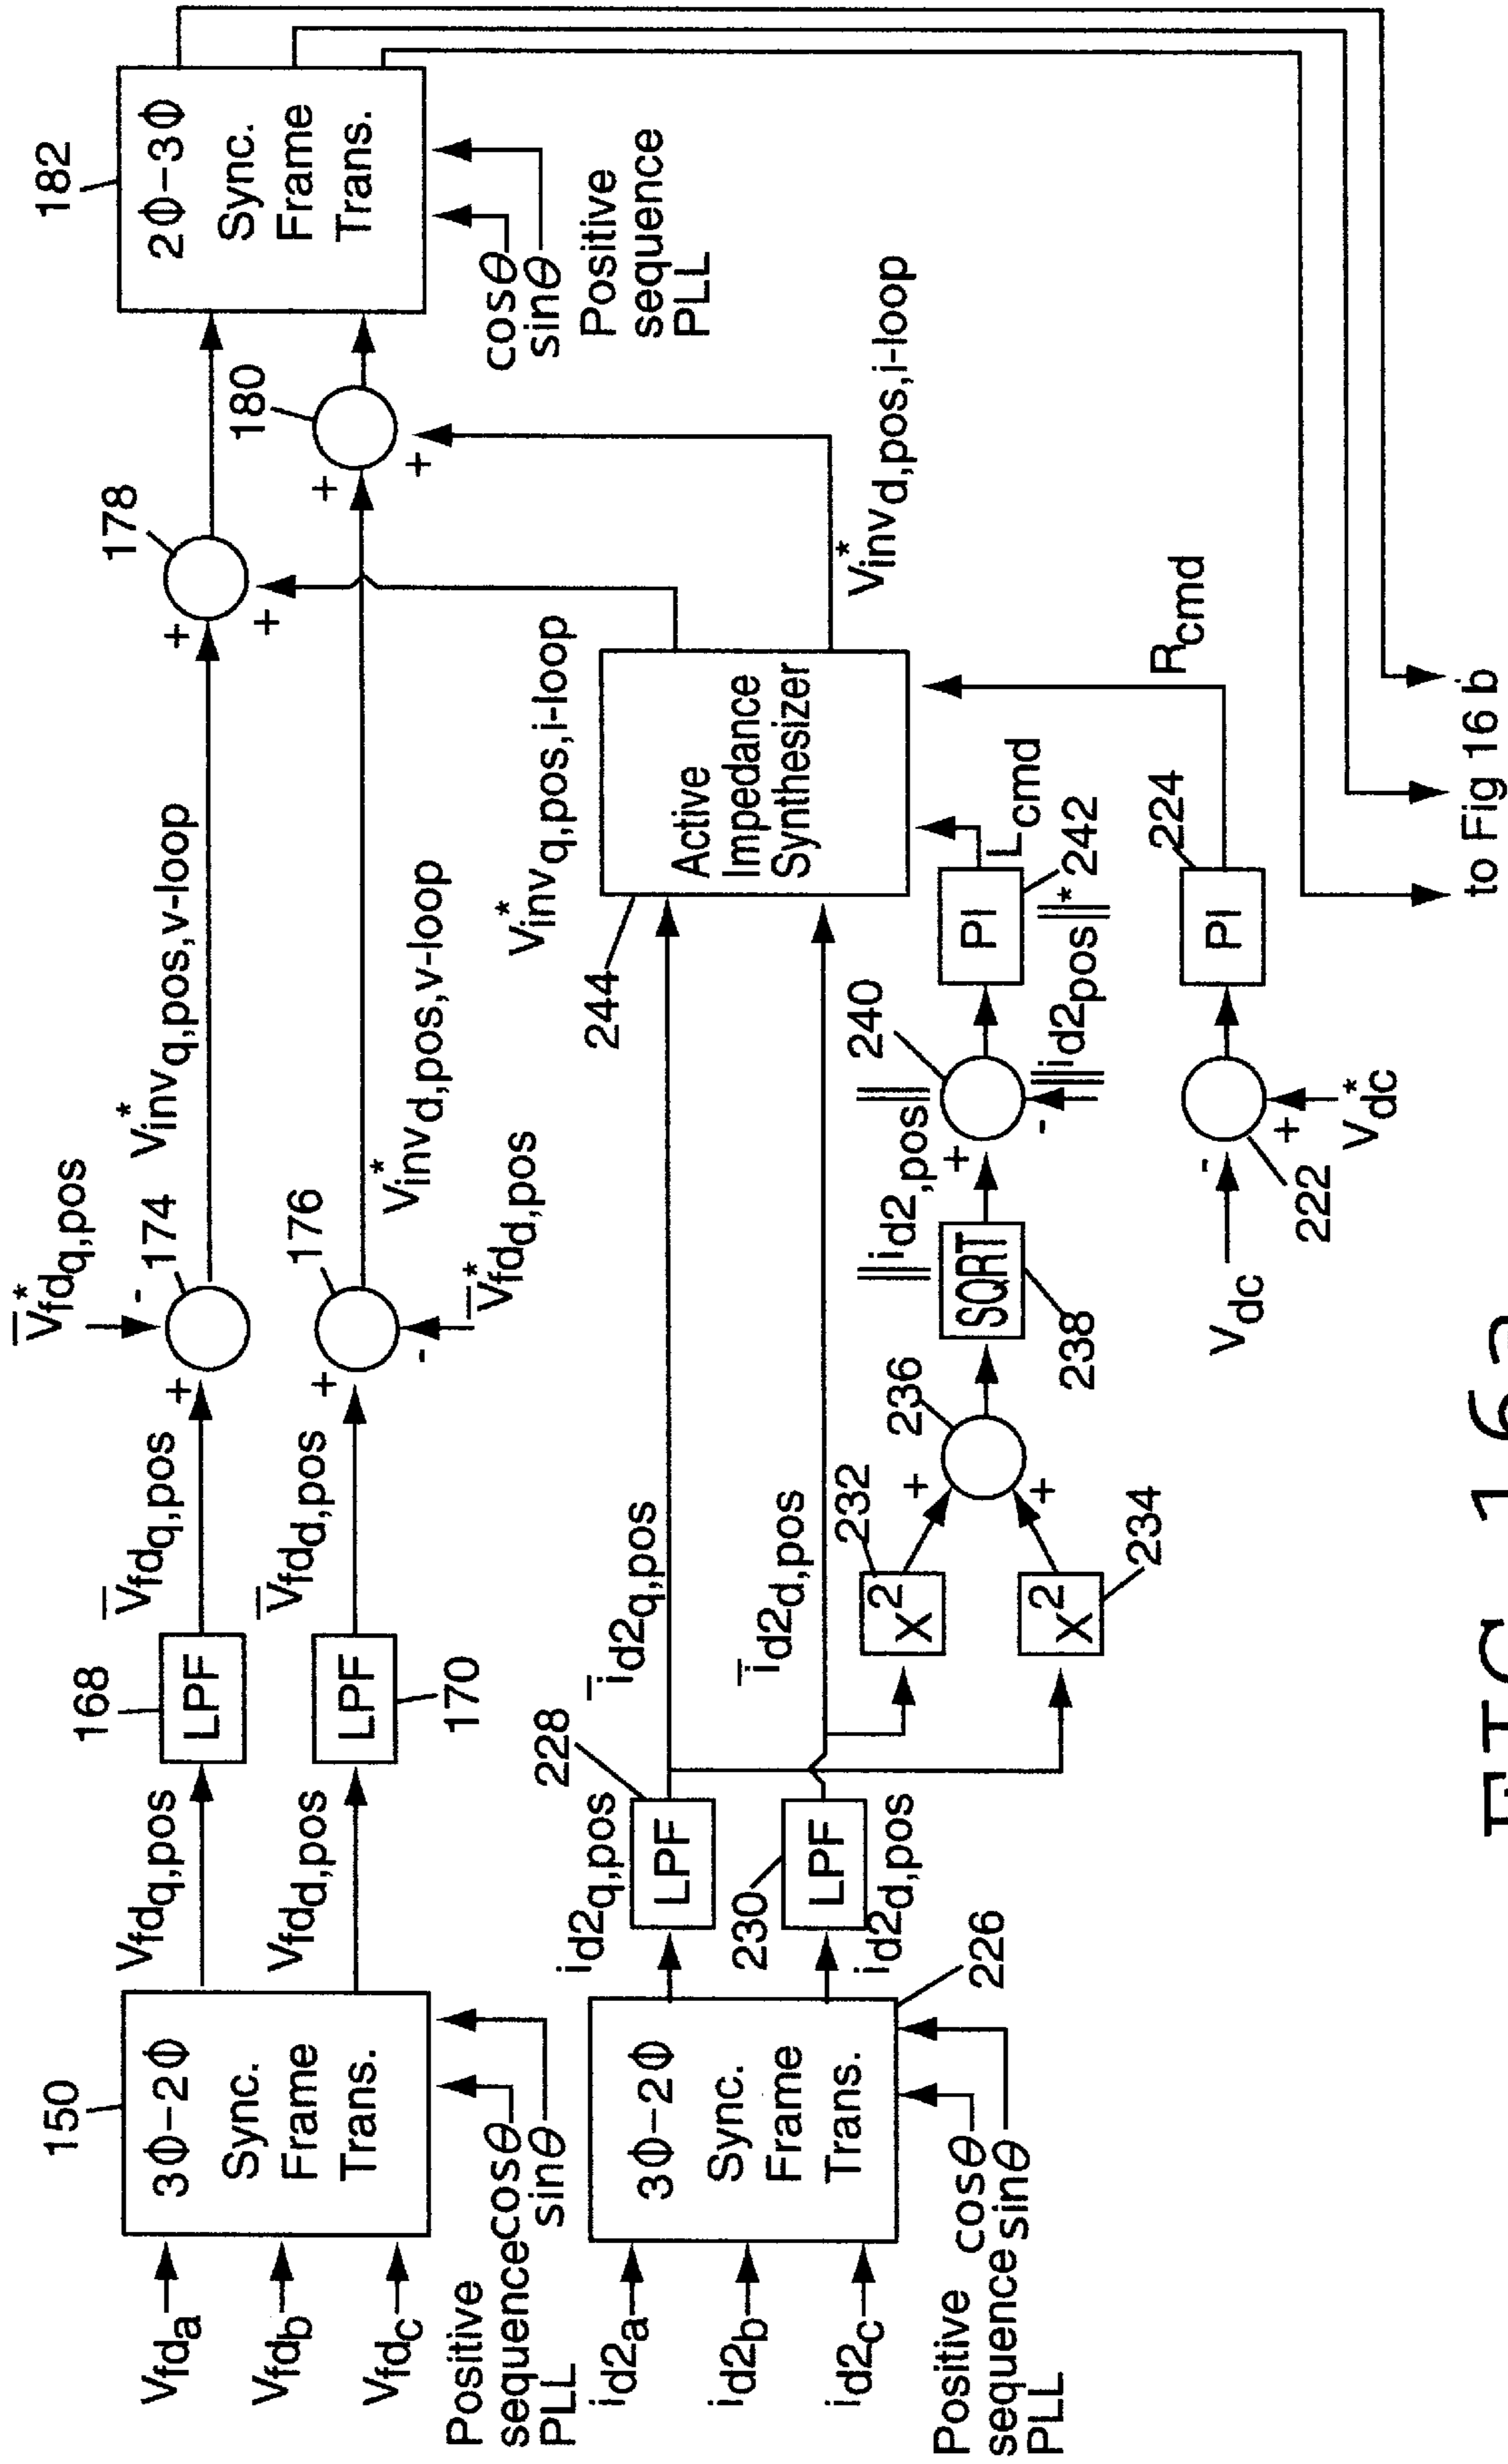 150
3Φ-2Φ
Sync.
Frame
Trans.
Vfda
Vfdb
Vfdc
Positive
sequence
PLL
cosθ
sinθ
Vfdq,pos
Vfdd,pos
168
LPF
LPF
170
V̅fdq,pos
V̅fdd,pos
V̅*fdq,pos
174
+
-
176
+
-
V̅*fdd,pos
V*invq,pos,v-loop
V*invd,pos,v-loop
178
+
+
180
+
+
182
2Φ-3Φ
Sync.
Frame
Trans.
cosθ
sinθ
Positive
sequence
PLL
id2a
id2b
id2c
3Φ-2Φ
Sync.
Frame
Trans.
226
Positive
sequence
PLL
cosθ
sinθ
id2q,pos
id2d,pos
228
LPF
230
LPF
i̅d2q,pos
i̅d2d,pos
232
X²
X²
234
236
+
+
SQRT
238
||id2,pos||
240
+
-
||id2pos||*
PI
242
Lcmd
244
Active
Impedance
Synthesizer
V*invq,pos,i-loop
V*invd,pos,i-loop
Vdc
-
+
V*dc
222
PI
224
Rcmd
to Fig 16 b
FIG. 16a